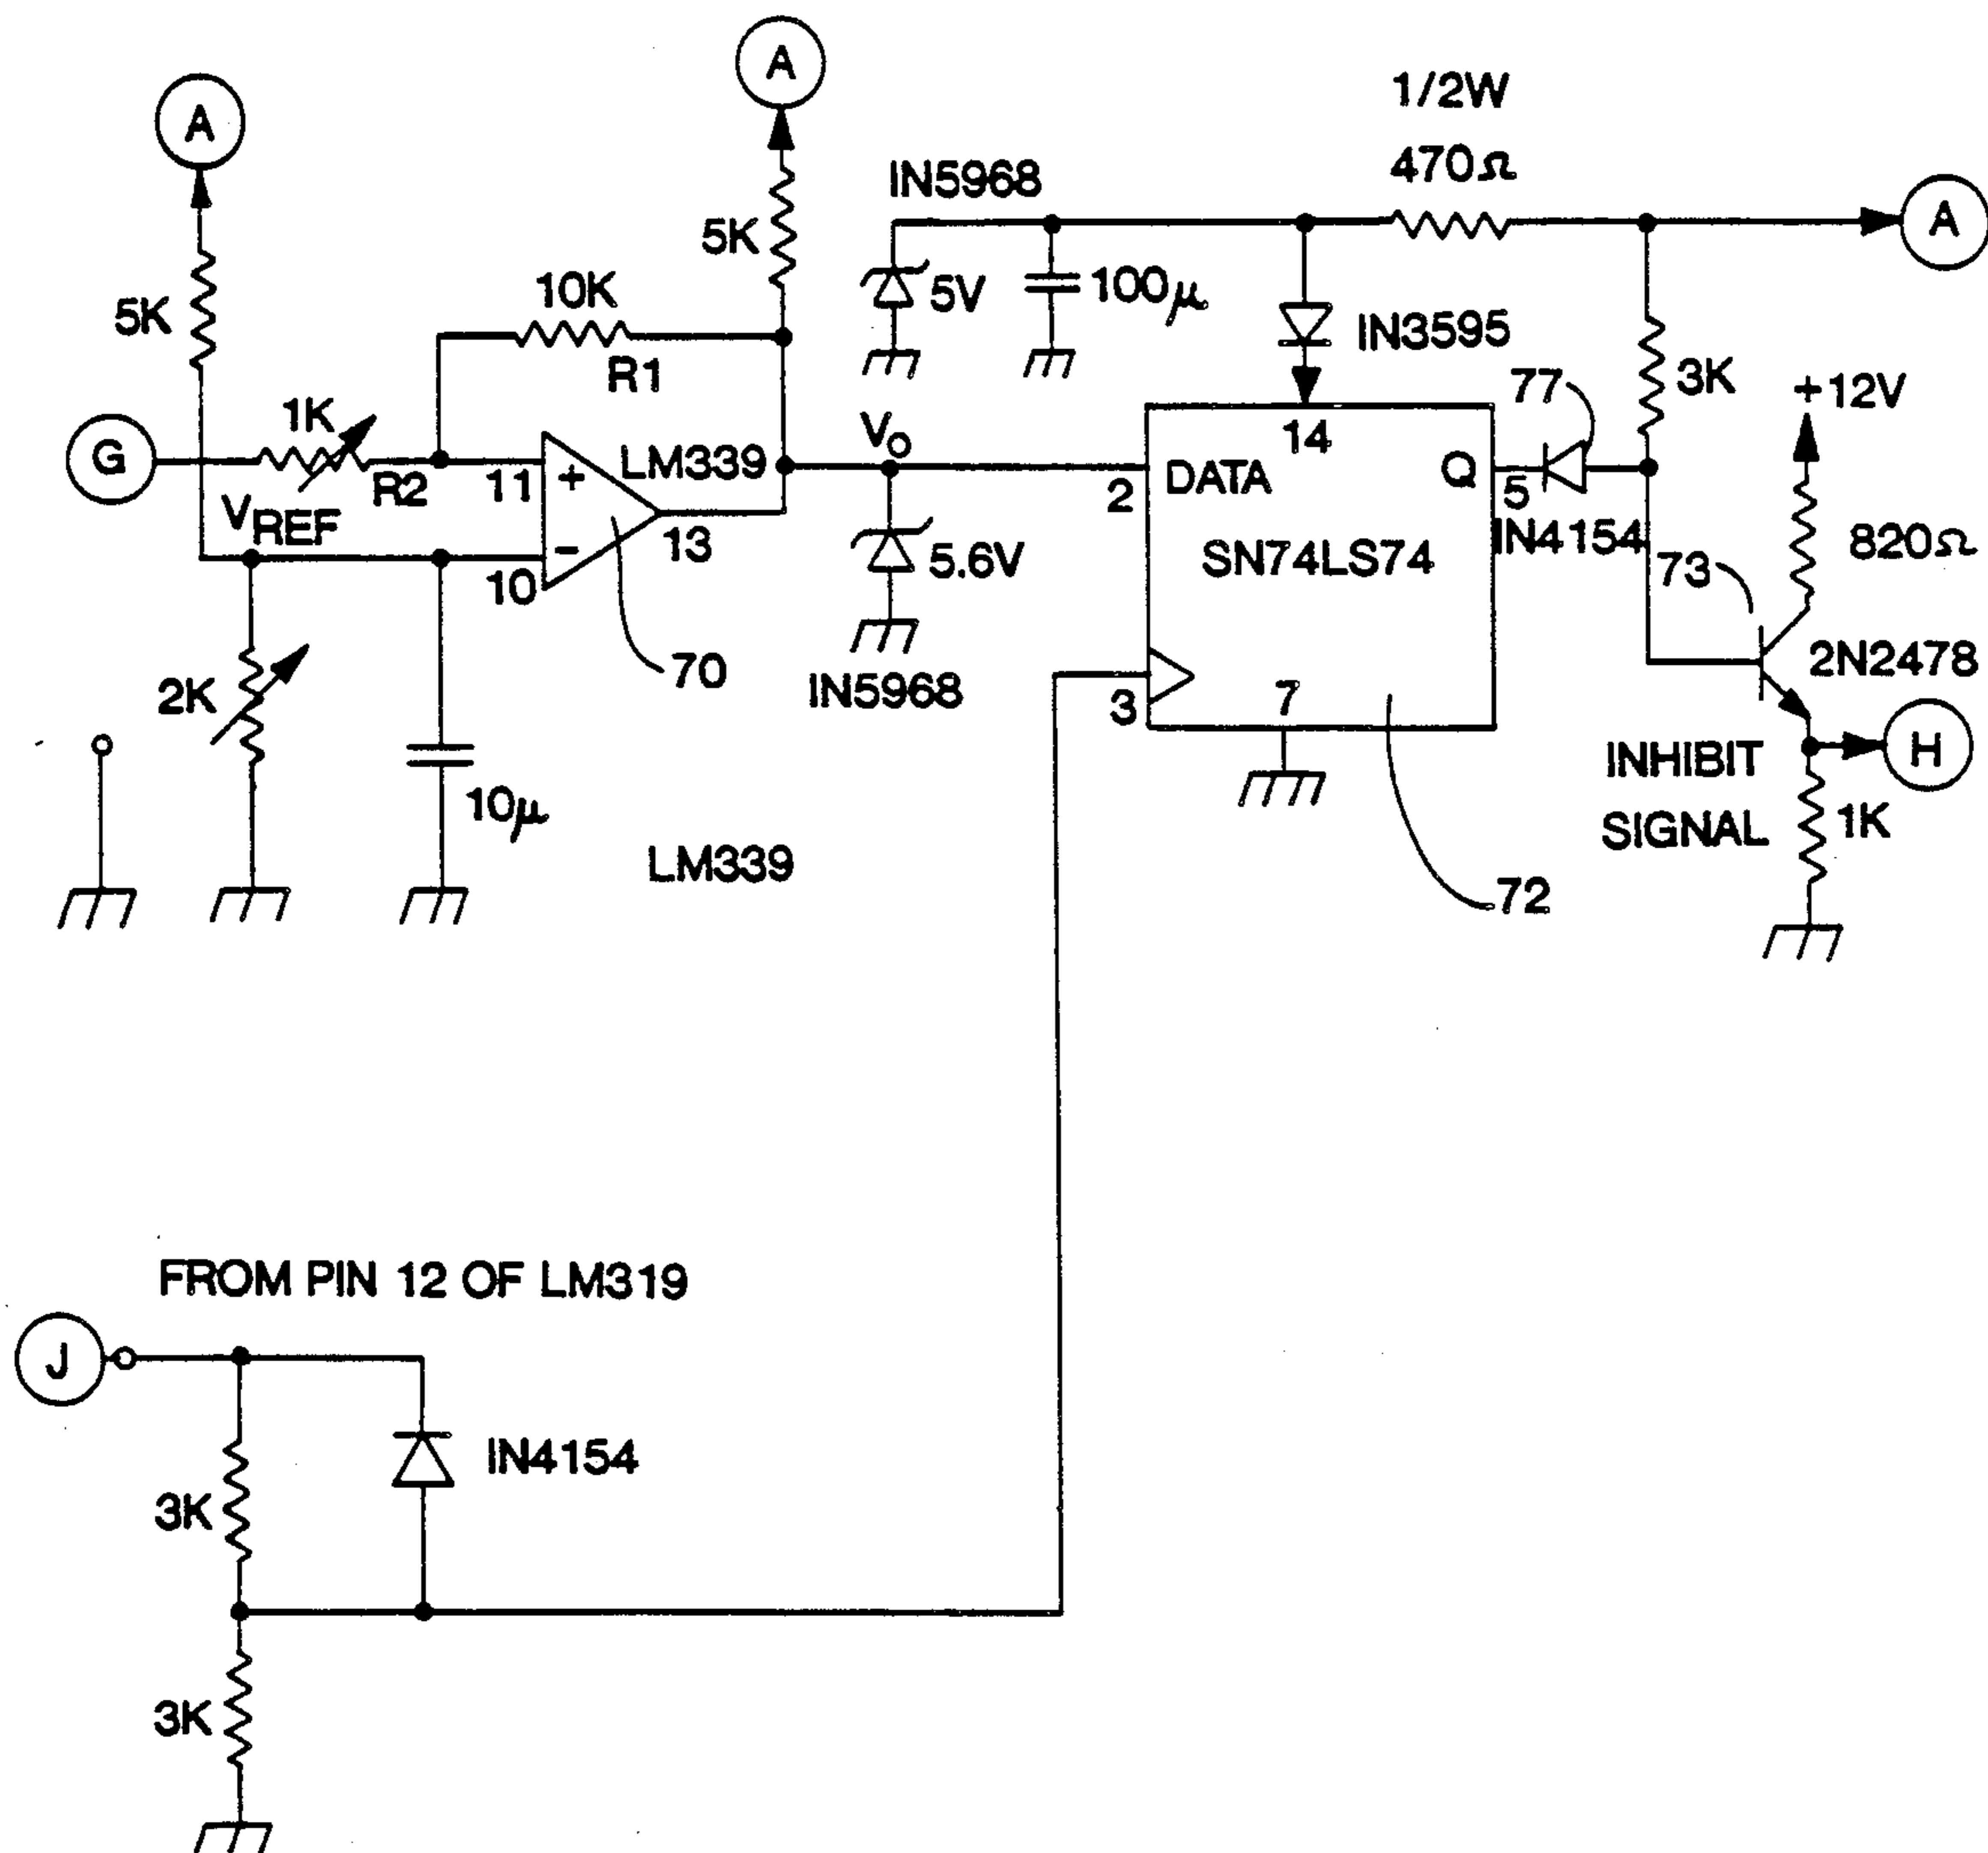 A
A
1/2W
470Ω
IN5968
A
5K
5K
10K
R1
5V
100μ
IN3595
3K
+12V
77
G
1K
R2
11
+
LM339
VO
14
DATA
2
Q
5
IN4154
VREF
10
−
13
5.6V
SN74LS74
73
820Ω
2K
70
IN5968
3
7
2N2478
10μ
LM339
INHIBIT
SIGNAL
H
1K
72
FROM PIN 12 OF LM319
J
IN4154
3K
3K